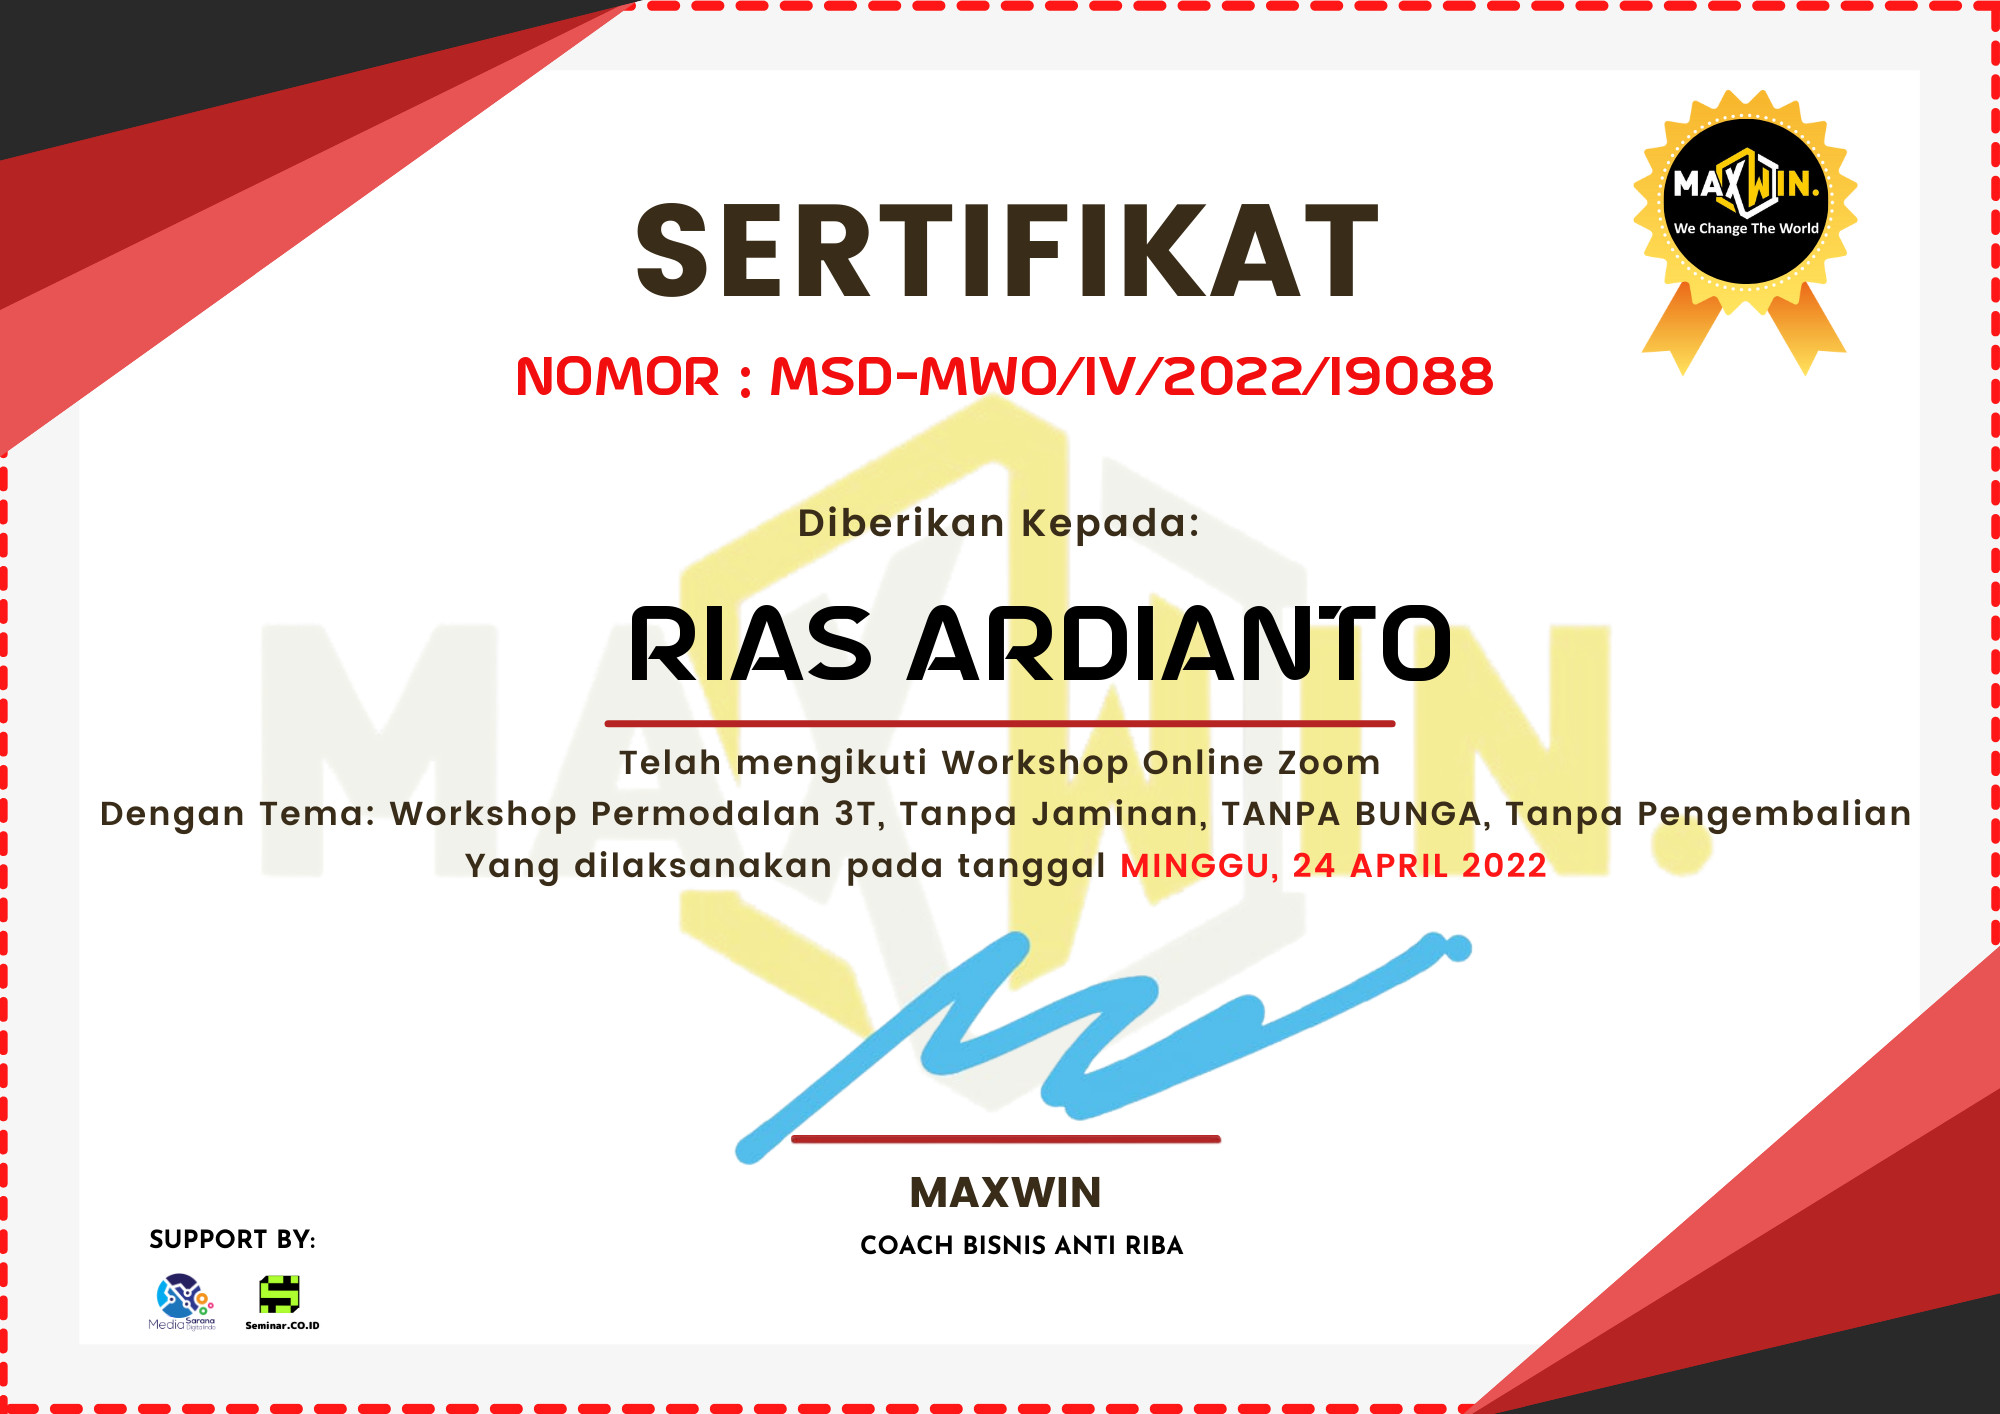 MAXWIN.
We Change The World
SERTIFIKAT
NOMOR : MSD-MWO/IV/2022/19088
Diberikan Kepada:
MAXWIN.
RIAS ARDIANTO
Telah mengikuti Workshop Online Zoom
Dengan Tema: Workshop Permodalan 3T, Tanpa Jaminan, TANPA BUNGA, Tanpa Pengembalian
Yang dilaksanakan pada tanggal MINGGU, 24 APRIL 2022
MAXWIN
COACH BISNIS ANTI RIBA
SUPPORT BY:
Media Sarana Digitalindo
Seminar.CO.ID